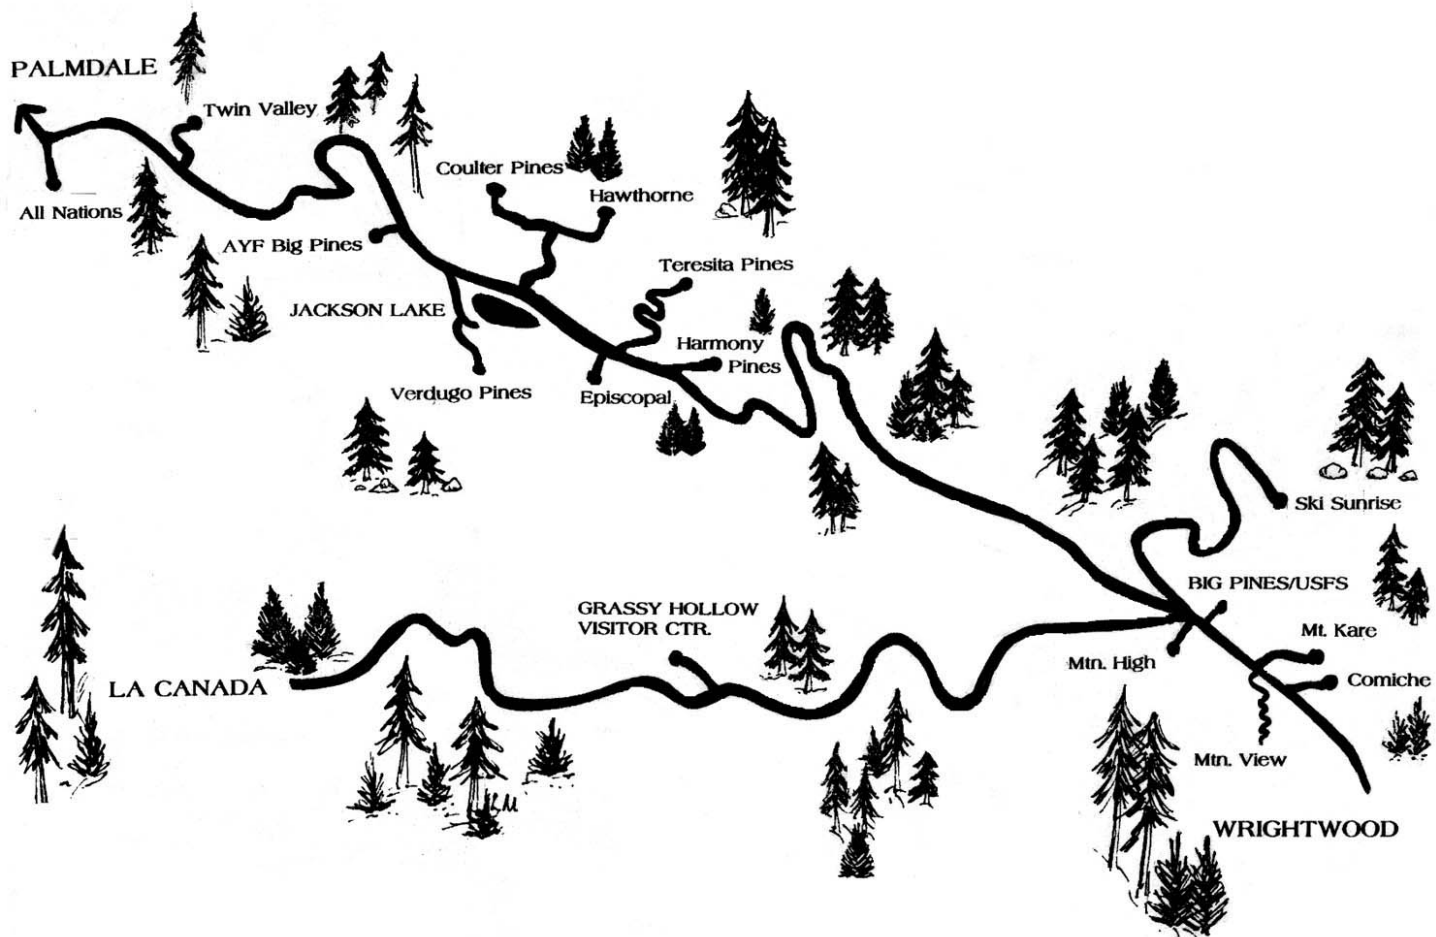 PALMDALE
Twin Valley
All Nations
Coulter Pines
Hawthorne
AYF Big Pines
Teresita Pines
JACKSON LAKE
Harmony
Pines
Verdugo Pines
Episcopal
Ski Sunrise
BIG PINES/USFS
GRASSY HOLLOW
VISITOR CTR.
Mt. Kare
Mtn. High
Comiche
LA CANADA
Mtn. View
WRIGHTWOOD